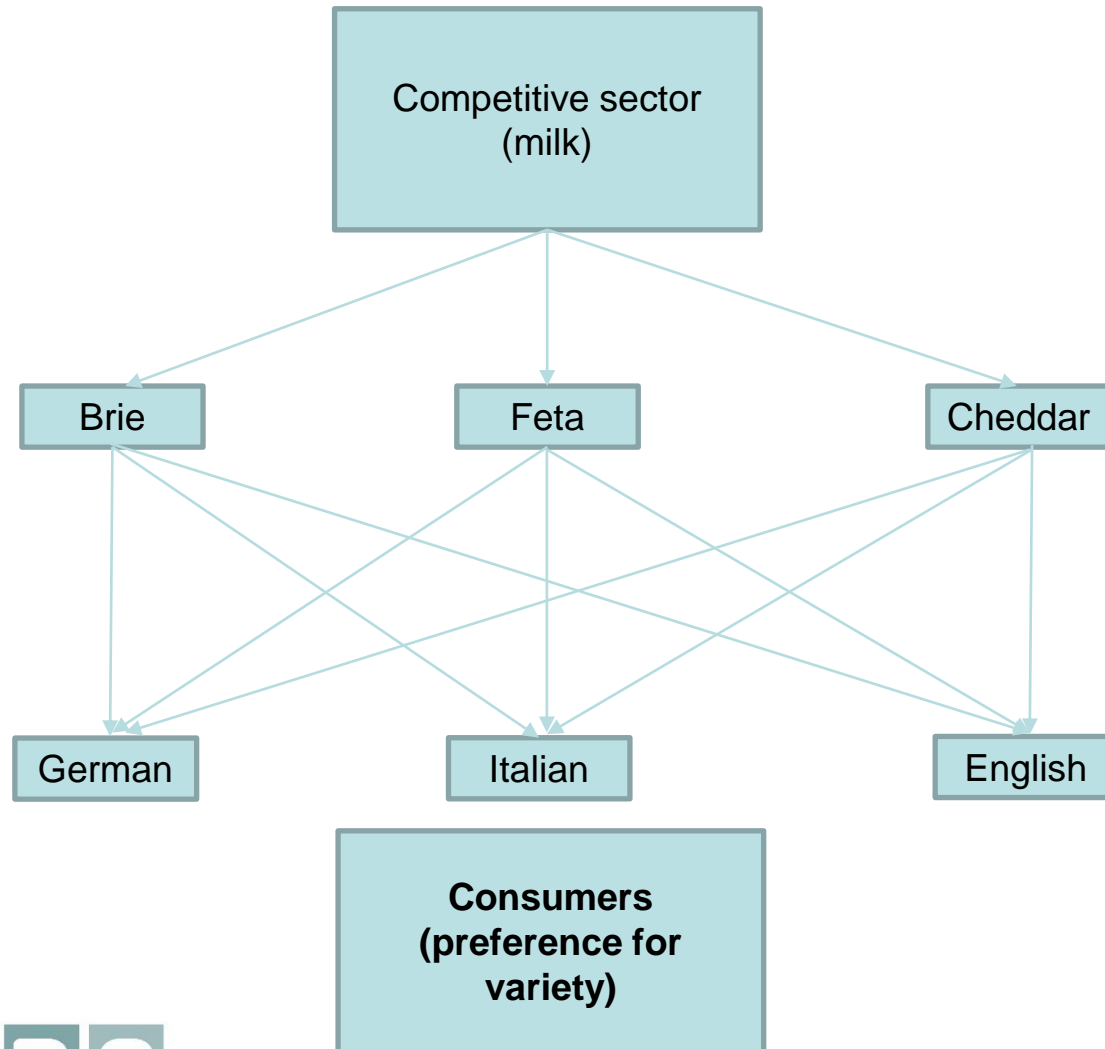 Competitive sector
(milk)
Brie
Feta
Cheddar
German
Italian
English
Consumers
(preference for
variety)